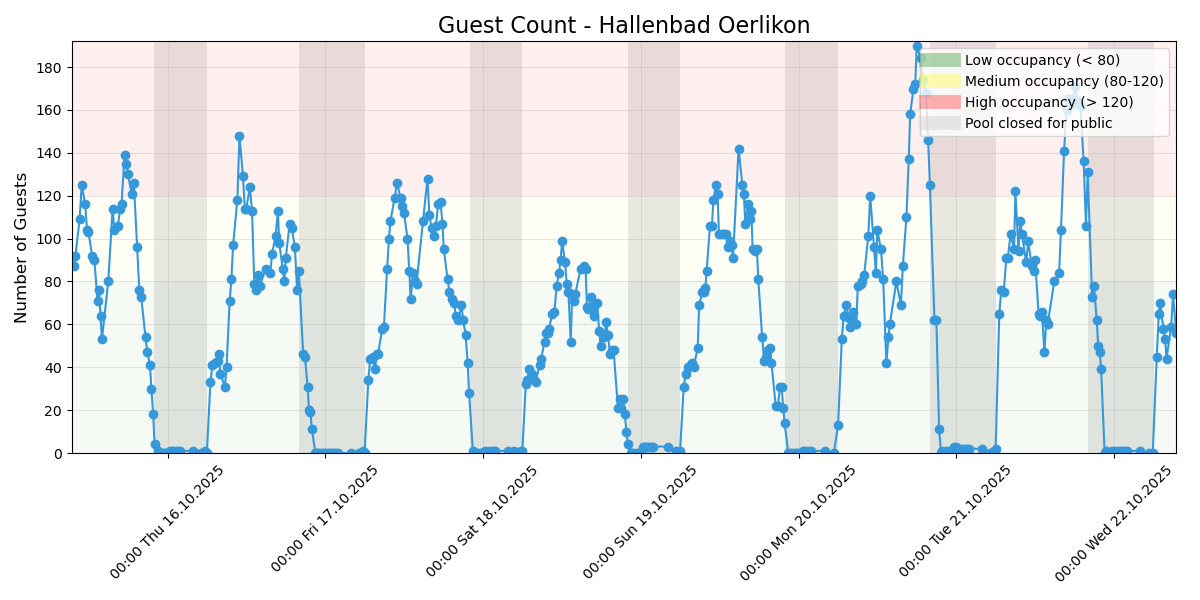 Guest Count - Hallenbad Oerlikon
Number of Guests
180
160
140
120
100
80
60
40
20
0
Low occupancy (< 80)
Medium occupancy (80-120)
High occupancy (> 120)
Pool closed for public
00:00 Thu 16.10.2025
00:00 Fri 17.10.2025
00:00 Sat 18.10.2025
00:00 Sun 19.10.2025
00:00 Mon 20.10.2025
00:00 Tue 21.10.2025
00:00 Wed 22.10.2025